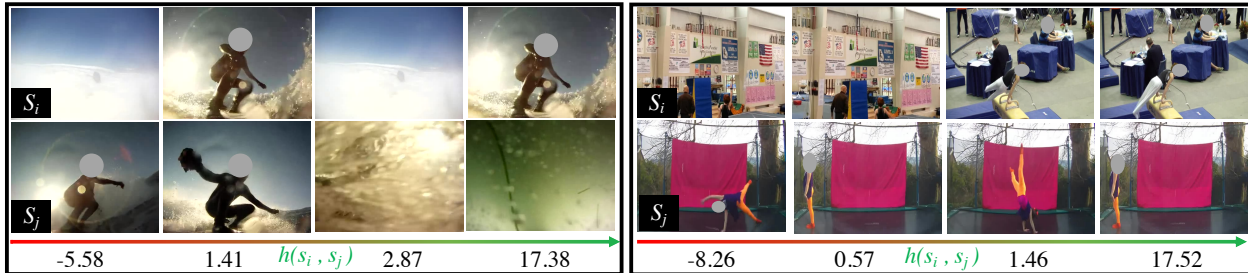 S_i
S_j
-5.58 1.41 h(s_i , s_j) 2.87 17.38
S_i
S_j
-8.26 0.57 h(s_i , s_j) 1.46 17.52